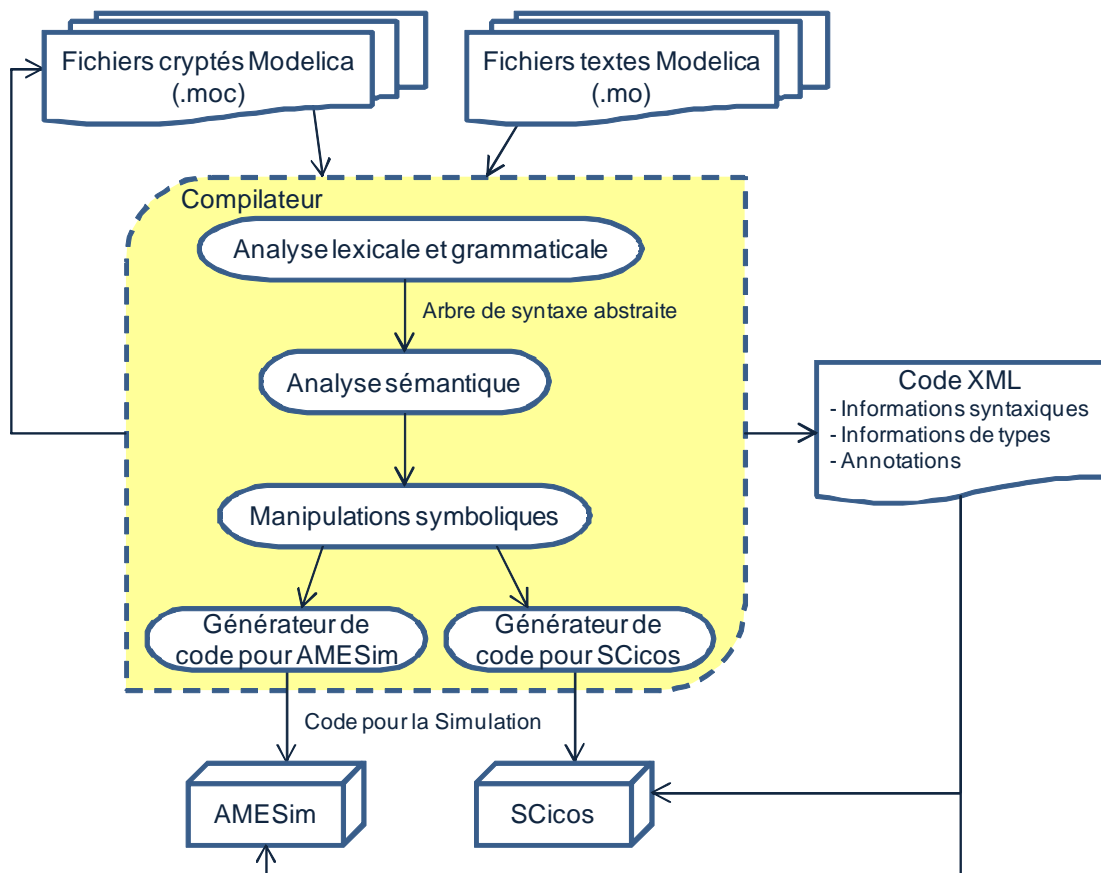 Fichiers cryptés Modelica
(.moc)
Fichiers textes Modelica
(.mo)
Compilateur
Analyse lexicale et grammaticale
Arbre de syntaxe abstraite
Analyse sémantique
Code XML
- Informations syntaxiques
- Informations de types
- Annotations
Manipulations symboliques
Générateur de
code pour AMESim
Générateur de
code pour SCicos
Code pour la Simulation
AMESim
SCicos